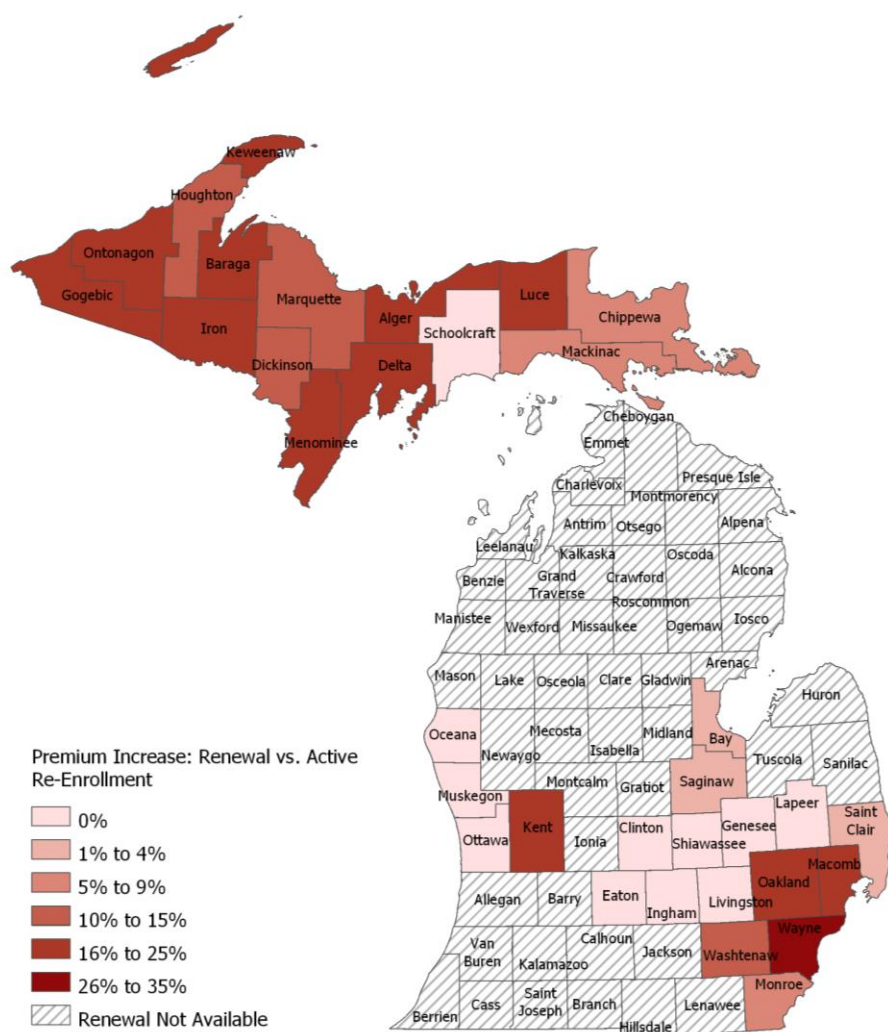 Keweenaw
Houghton
Ontonagon
Baraga
Gogebic
Marquette
Iron
Alger
Luce
Schoolcraft
Chippewa
Mackinac
Dickinson
Delta
Menominee
Cheboygan
Emmet
Presque Isle
Charlevoix
Montmorency
Antrim
Otsego
Alpena
Leelanau
Kalkaska
Oscoda
Benzie
Grand
Traverse
Crawford
Alcona
Roscommon
Manistee
Wexford
Missaukee
Ogemaw
Iosco
Arenac
Mason
Lake
Osceola
Clare
Gladwin
Huron
Oceana
Mecosta
Newaygo
Isabella
Midland
Bay
Tuscola
Sanilac
Montcalm
Gratiot
Saginaw
Muskegon
Lapeer
Saint
Clair
Kent
Ottawa
Ionia
Clinton
Shiawassee
Genesee
Macomb
Oakland
Allegan
Barry
Eaton
Ingham
Livingston
Wayne
Van
Buren
Kalamazoo
Calhoun
Jackson
Washtenaw
Monroe
Berrien
Cass
Saint
Joseph
Branch
Hillsdale
Lenawee
Premium Increase: Renewal vs. Active
Re-Enrollment
0%
1% to 4%
5% to 9%
10% to 15%
16% to 25%
26% to 35%
Renewal Not Available